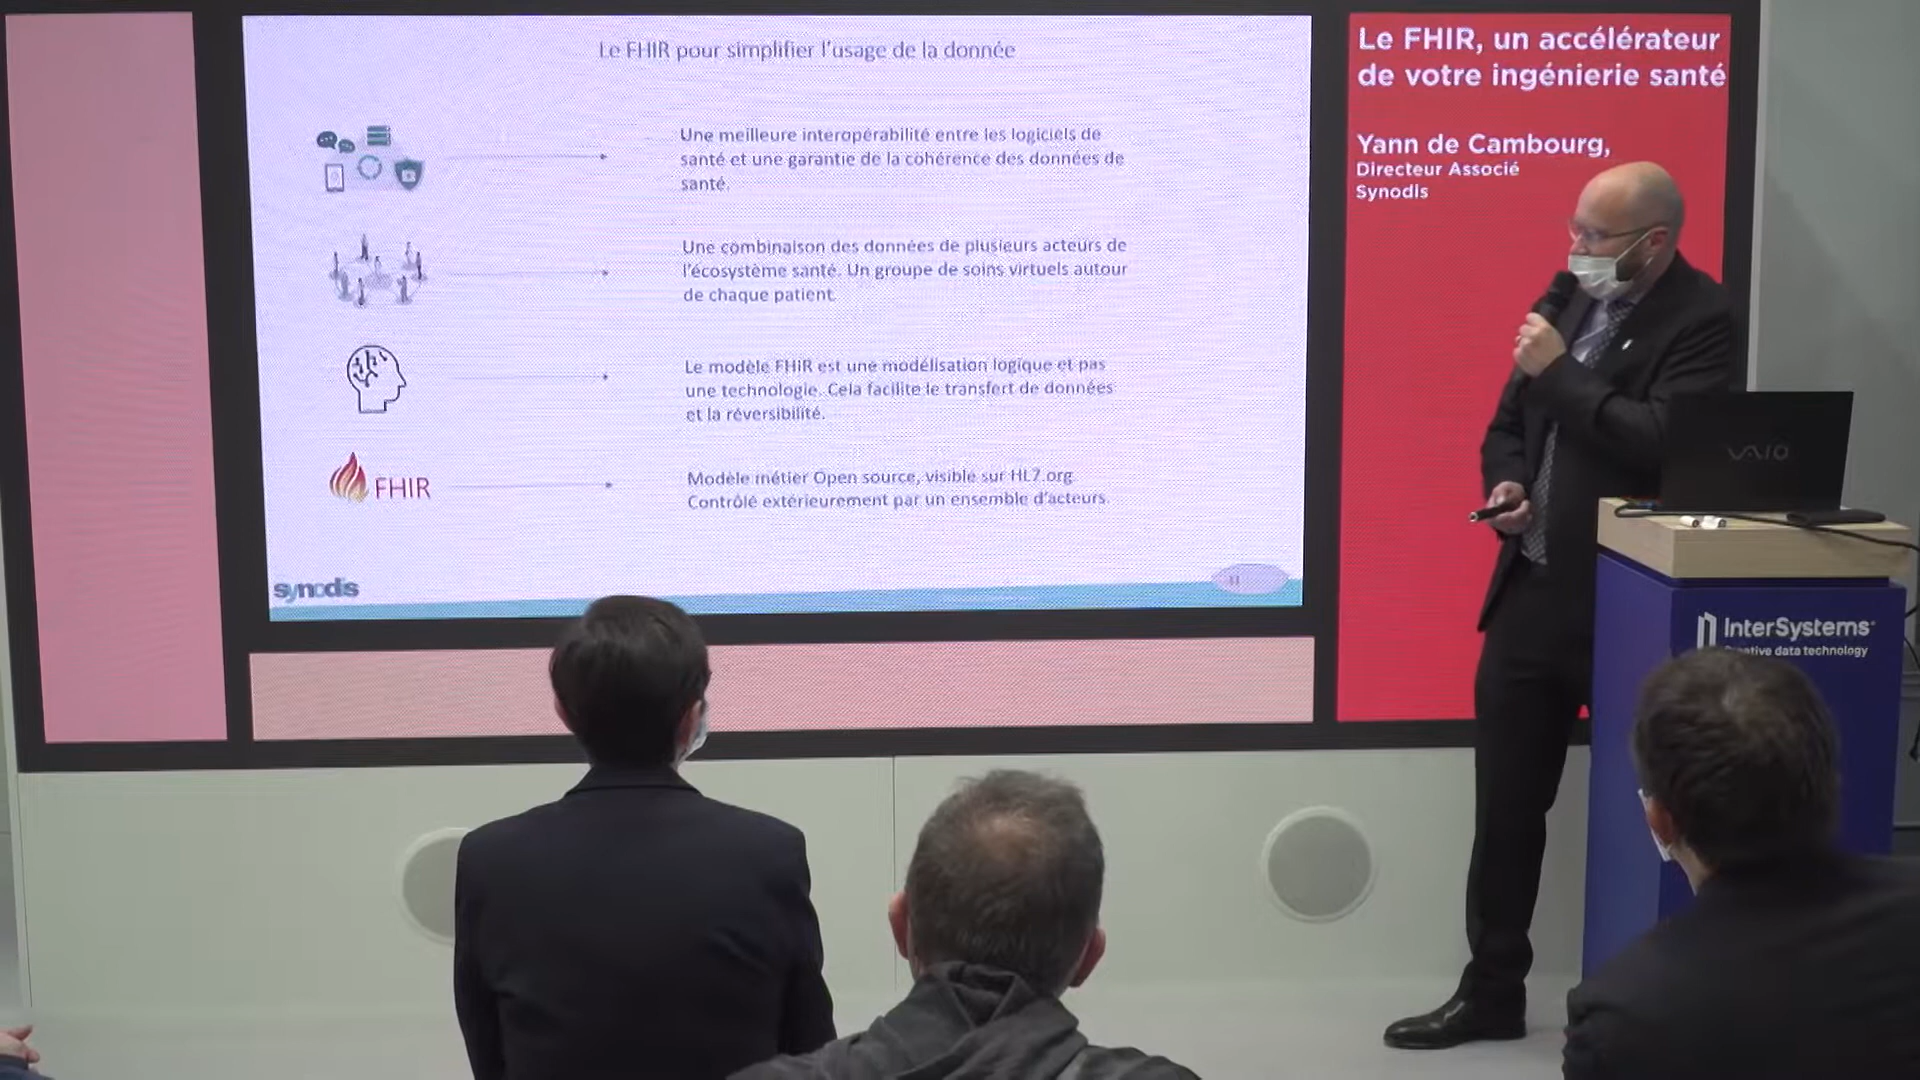 Le FHIR pour simplifier l'usage de la donnée
Une meilleure interopérabilité entre les logiciels de
santé et une garantie de la cohérence des données de
santé.
Une combinaison des données de plusieurs acteurs de
l'écosystème santé. Un groupe de soins virtuels autour
de chaque patient.
Le modèle FHIR est une modélisation logique et pas
une technologie. Cela facilite le transfert de données
et la réversibilité.
FHIR
Modèle métier Open source, visible sur HL7.org
Contrôlé extérieurement par un ensemble d'acteurs.
synodis
11
Le FHIR, un accélérateur
de votre ingénierie santé
Yann de Cambourg,
Directeur Associé
Synodis
VAIO
InterSystems
data technology